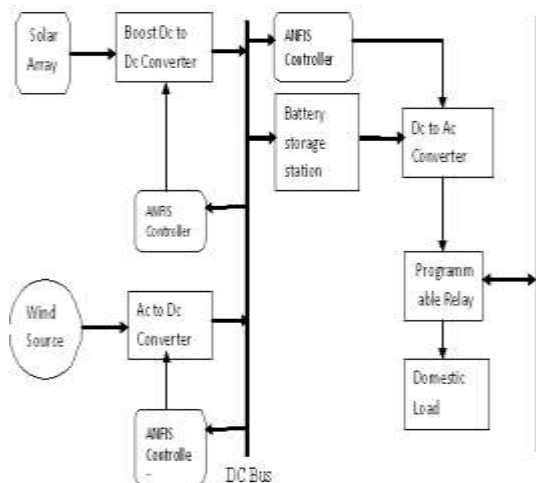 Solar
Array
Boost Dc to
Dc Converter
ANFIS
Controller
Battery
storage
station
Dc to Ac
Converter
ANFIS
Controller
Wind
Source
Ac to Dc
Converter
Programm
able Relay
Domestic
Load
ANFIS
Controlle
DC Bus